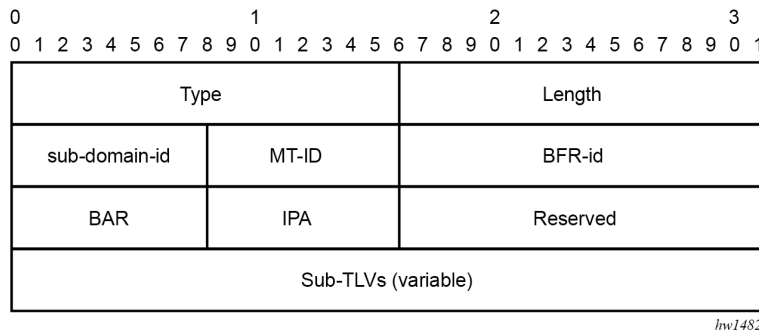 0 1 2 3
0 1 2 3 4 5 6 7 8 9 0 1 2 3 4 5 6 7 8 9 0 1 2 3 4 5 6 7 8 9 0 1
Type Length
sub-domain-id MT-ID BFR-id
BAR IPA Reserved
Sub-TLVs (variable)
hw1482